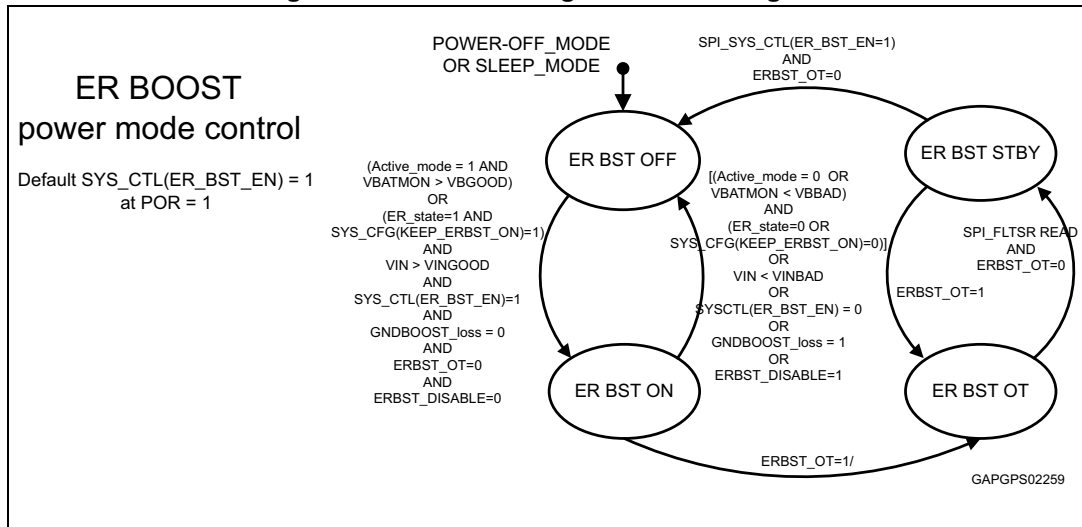 ER BOOST
power mode control
Default SYS_CTL(ER_BST_EN) = 1
at POR = 1
POWER-OFF_MODE
OR SLEEP_MODE
SPI_SYS_CTL(ER_BST_EN=1)
AND
ERBST_OT=0
ER BST OFF
ER BST STBY
(Active_mode = 1 AND
VBATMON > VBGOOD)
OR
(ER_state=1 AND
SYS_CFG(KEEP_ERBST_ON)=1)
AND
VIN > VINGOOD
AND
SYS_CTL(ER_BST_EN)=1
AND
GNDBOOST_loss = 0
AND
ERBST_OT=0
AND
ERBST_DISABLE=0
[(Active_mode = 0 OR
VBATMON < VBBAD)
AND
(ER_state=0 OR
SYS_CFG(KEEP_ERBST_ON)=0)]
OR
VIN < VINBAD
OR
SYSCTL(ER_BST_EN) = 0
OR
GNDBOOST_loss = 1
OR
ERBST_DISABLE=1
ERBST_OT=1
SPI_FLTSR READ
AND
ERBST_OT=0
ER BST ON
ER BST OT
ERBST_OT=1/
GAPGPS02259